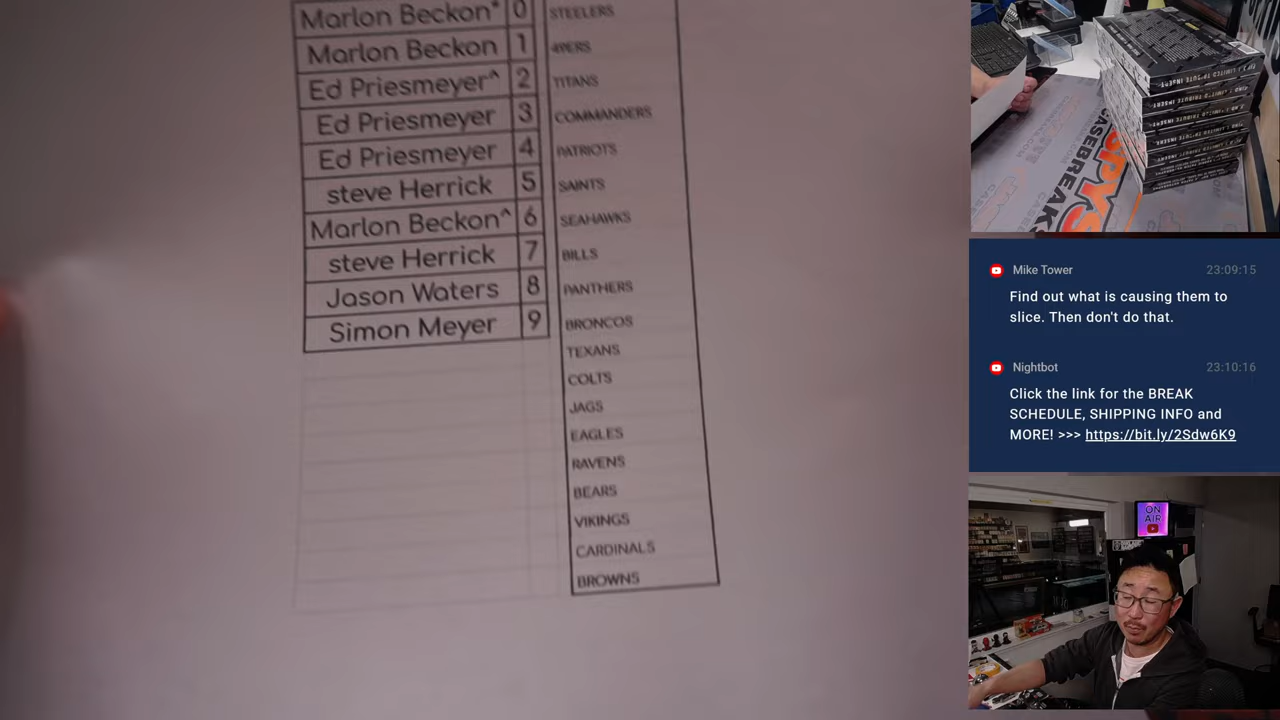 Marlon Beckon* 0
Marlon Beckon 1
Ed Priesmeyer^ 2
Ed Priesmeyer 3
Ed Priesmeyer 4
steve Herrick 5
Marlon Beckon^ 6
steve Herrick 7
Jason Waters 8
Simon Meyer 9
STEELERS
49ERS
TITANS
COMMANDERS
PATRIOTS
SAINTS
SEAHAWKS
BILLS
PANTHERS
BRONCOS
TEXANS
COLTS
JAGS
EAGLES
RAVENS
BEARS
VIKINGS
CARDINALS
BROWNS
Mike Tower 23:09:15
Find out what is causing them to
slice. Then don't do that.
Nightbot 23:10:16
Click the link for the BREAK
SCHEDULE, SHIPPING INFO and
MORE! >>> https://bit.ly/2Sdw6K9
ON
AIR